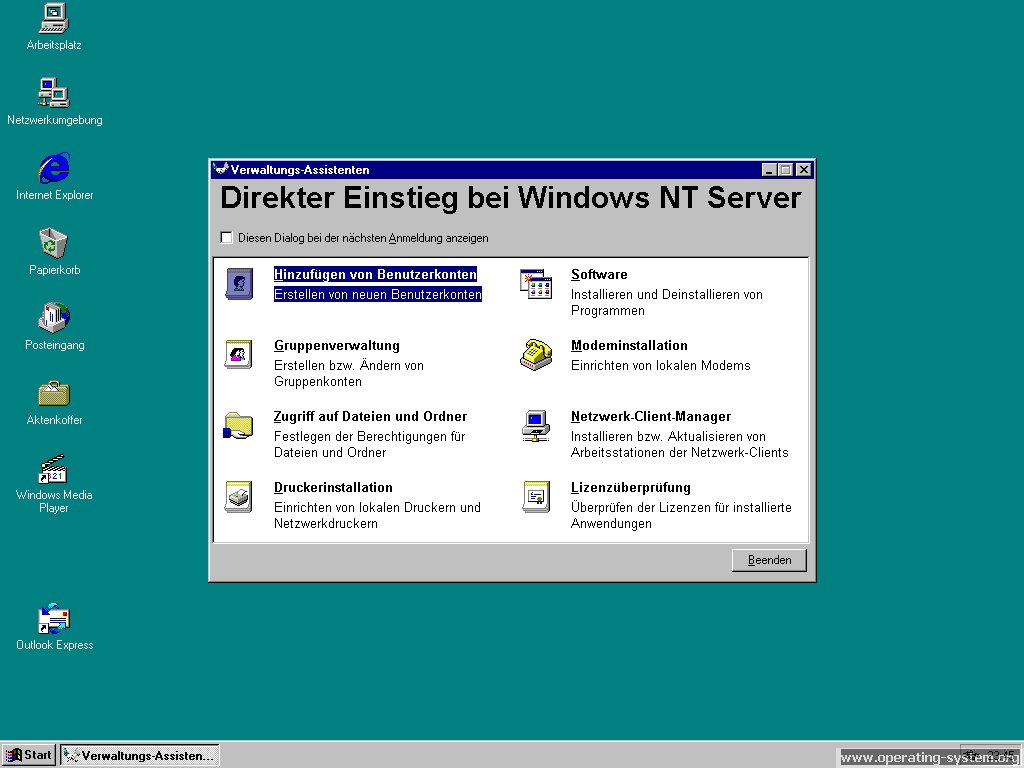 Arbeitsplatz
Netzwerkumgebung
Internet Explorer
Papierkorb
Posteingang
Aktenkoffer
Windows Media
Player
Outlook Express
Verwaltungs-Assistenten
Direkter Einstieg bei Windows NT Server
Diesen Dialog bei der nächsten Anmeldung anzeigen
Hinzufügen von Benutzerkonten
Erstellen von neuen Benutzerkonten
Gruppenverwaltung
Erstellen bzw. Ändern von
Gruppenkonten
Zugriff auf Dateien und Ordner
Festlegen der Berechtigungen für
Dateien und Ordner
Druckerinstallation
Einrichten von lokalen Druckern und
Netzwerkdruckern
Software
Installieren und Deinstallieren von
Programmen
Modeminstallation
Einrichten von lokalen Modems
Netzwerk-Client-Manager
Installieren bzw. Aktualisieren von
Arbeitsstationen der Netzwerk-Clients
Lizenzüberprüfung
Überprüfen der Lizenzen für installierte
Anwendungen
Beenden
Start
Verwaltungs-Assisten...
www.operating-system.org